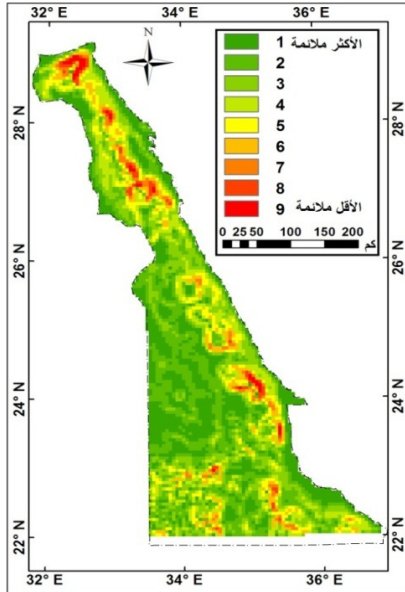 32 E 34 E 36 E
N
1 الأكثر ملائمة
2
3
4
5
6
7
8
9 الأقل ملائمة
0 25 50 100 150 200 كم
28° N 28° N
26° N 26° N
24° N 24° N
22° N 22° N
32° E 34° E 36° E